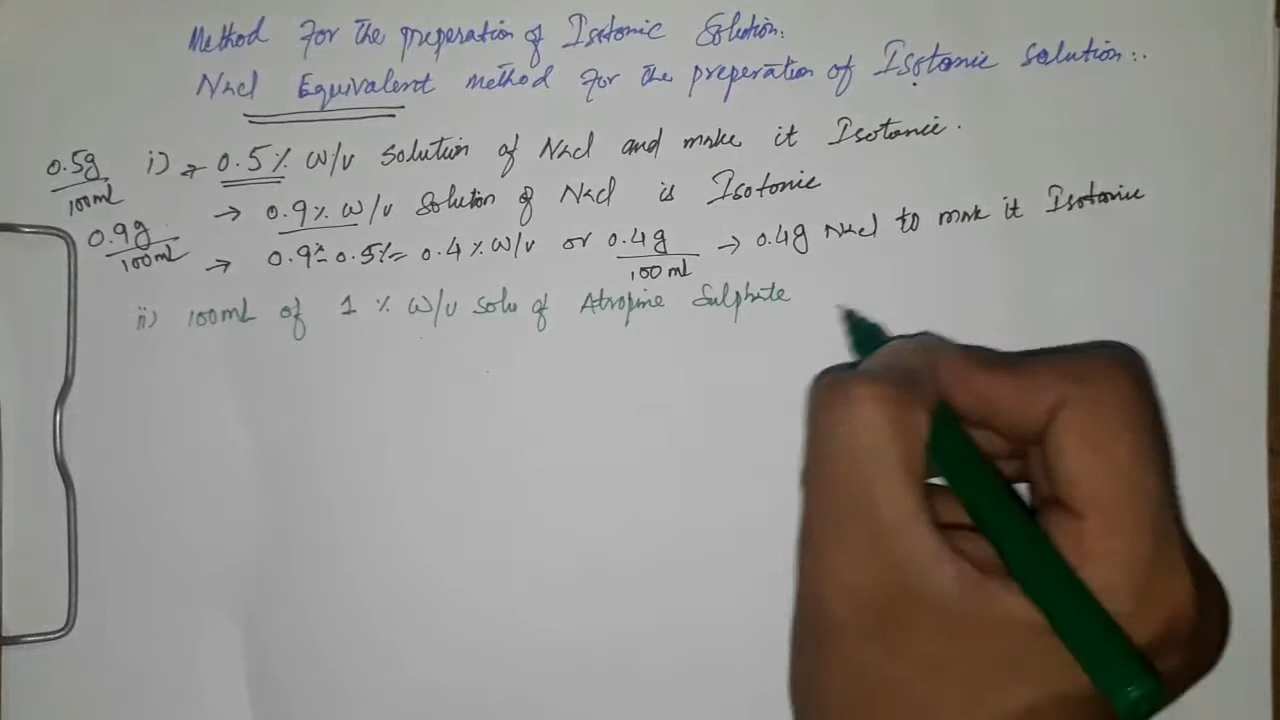 Method For the preperation of Isotonic Solution.
Nacl Equivalent method for the preperation of Isotonic solution:.
0.5g/100mL i) → 0.5% W/V Solution of Nacl and make it Isotonic.
→ 0.9% W/V Solution of Nacl is Isotonic
0.9g/100mL → 0.9%-0.5%= 0.4% W/V or 0.4g/100mL → 0.4g Nacl to make it Isotonic
ii) 100mL of 1 % W/V Soln of Atropine Sulphate